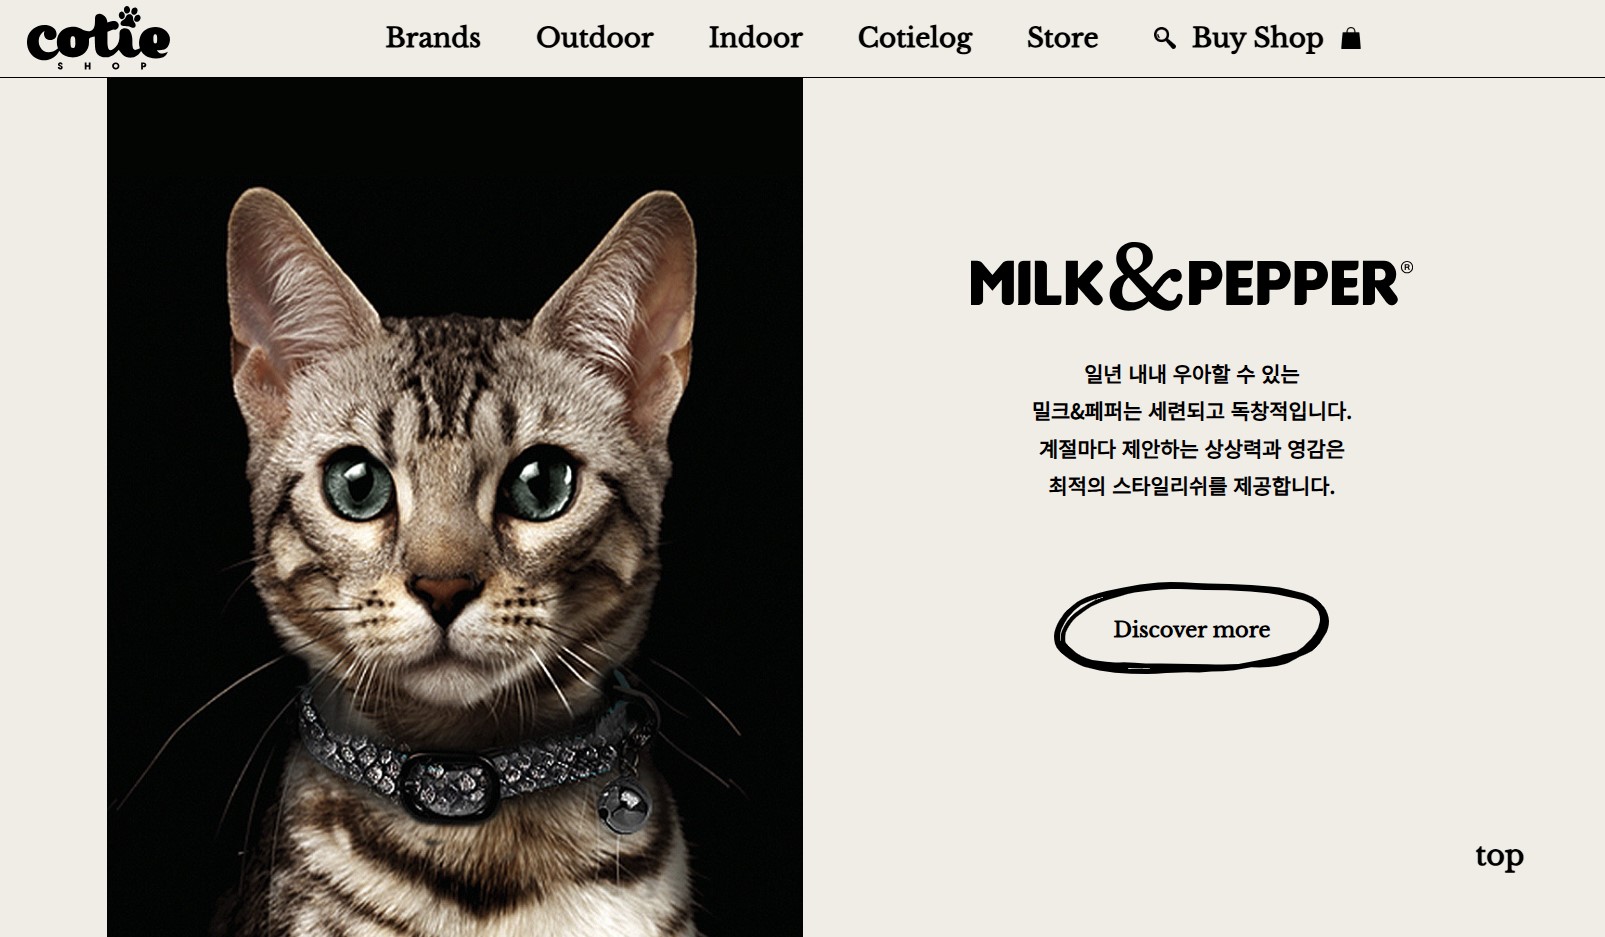 cotie
SHOP
Brands
Outdoor
Indoor
Cotielog
Store
Buy Shop
MILK&PEPPER®
일년 내내 우아할 수 있는
밀크&페퍼는 세련되고 독창적입니다.
계절마다 제안하는 상상력과 영감은
최적의 스타일리쉬를 제공합니다.
Discover more
top